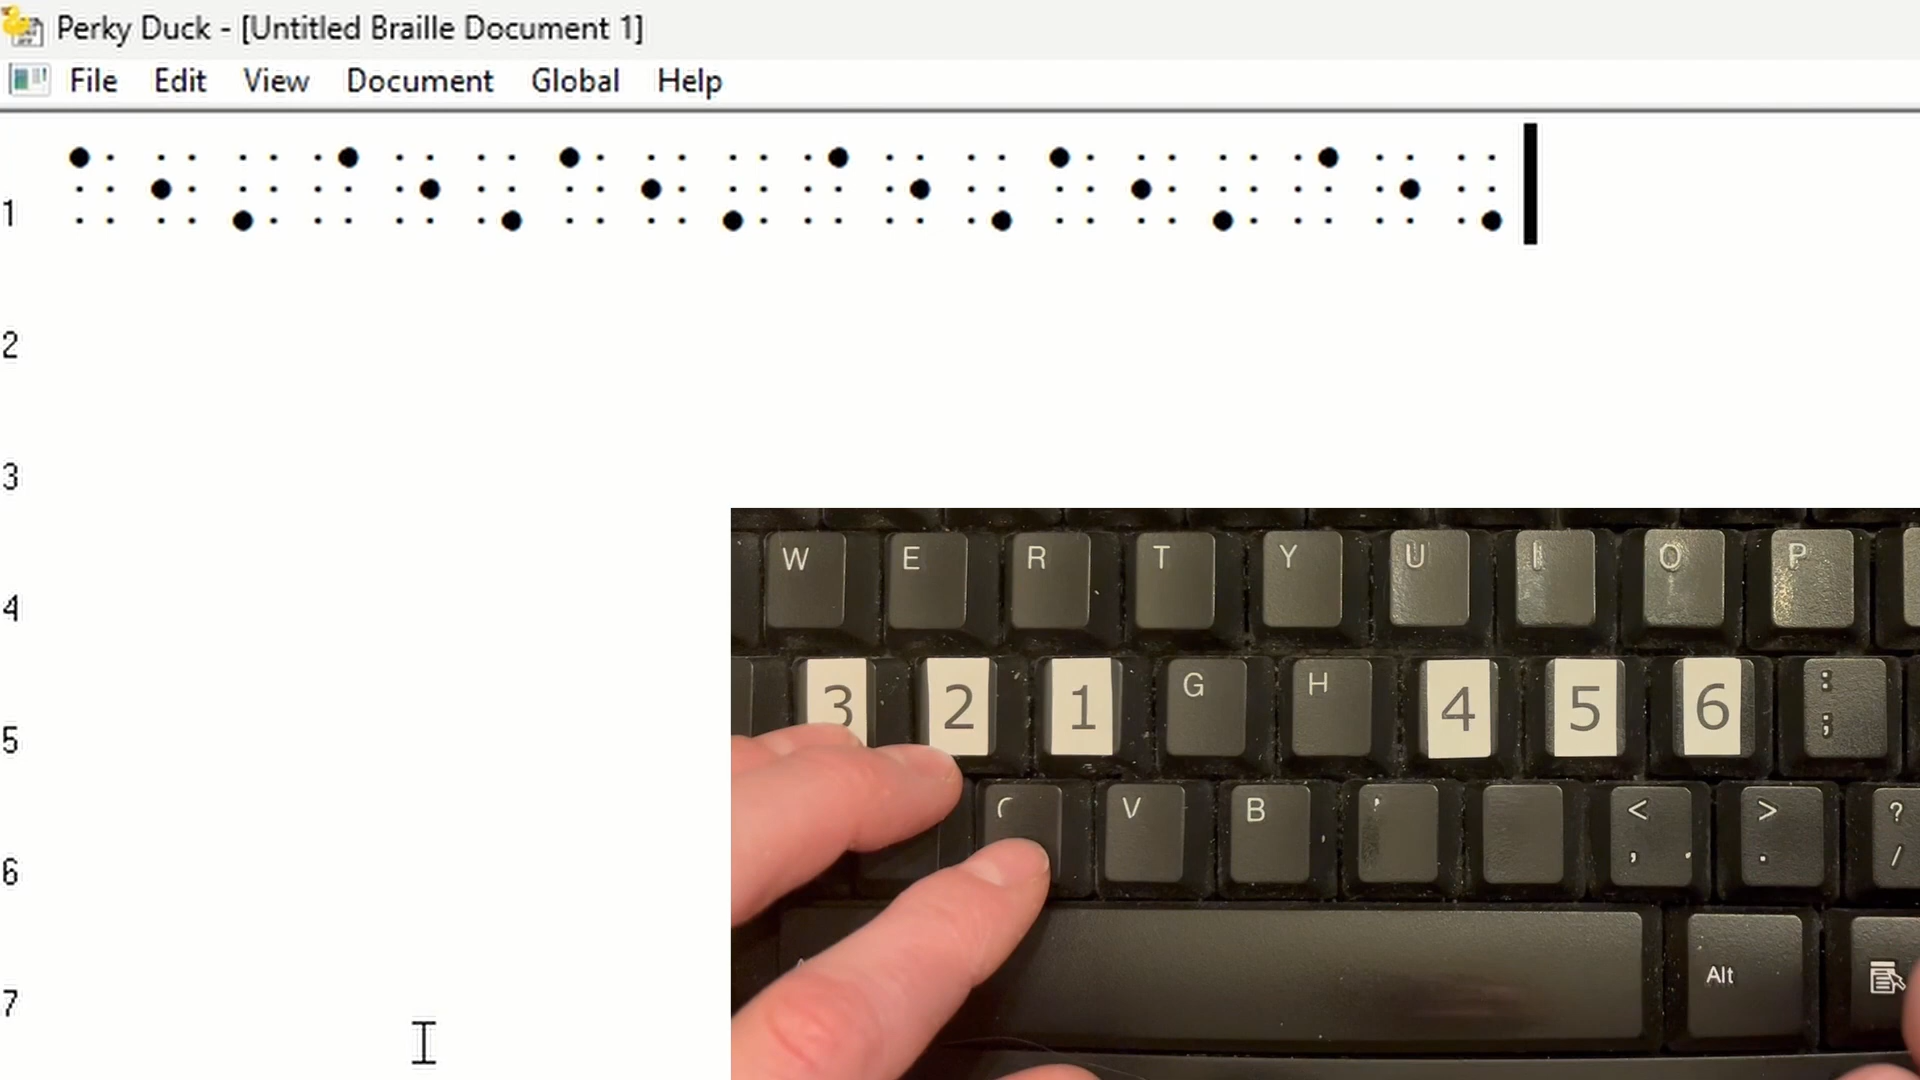 Perky Duck - [Untitled Braille Document 1]
File Edit View Document Global Help
1 ⠁⠂⠄⠈⠐⠠⠁⠂⠄⠈⠐⠠⠁⠂⠄⠈⠐⠠
2
3
4
5
6
7
W E R T Y U I O P
3 2 1 G H 4 5 6 : ;
V B < , > . ? /
Alt